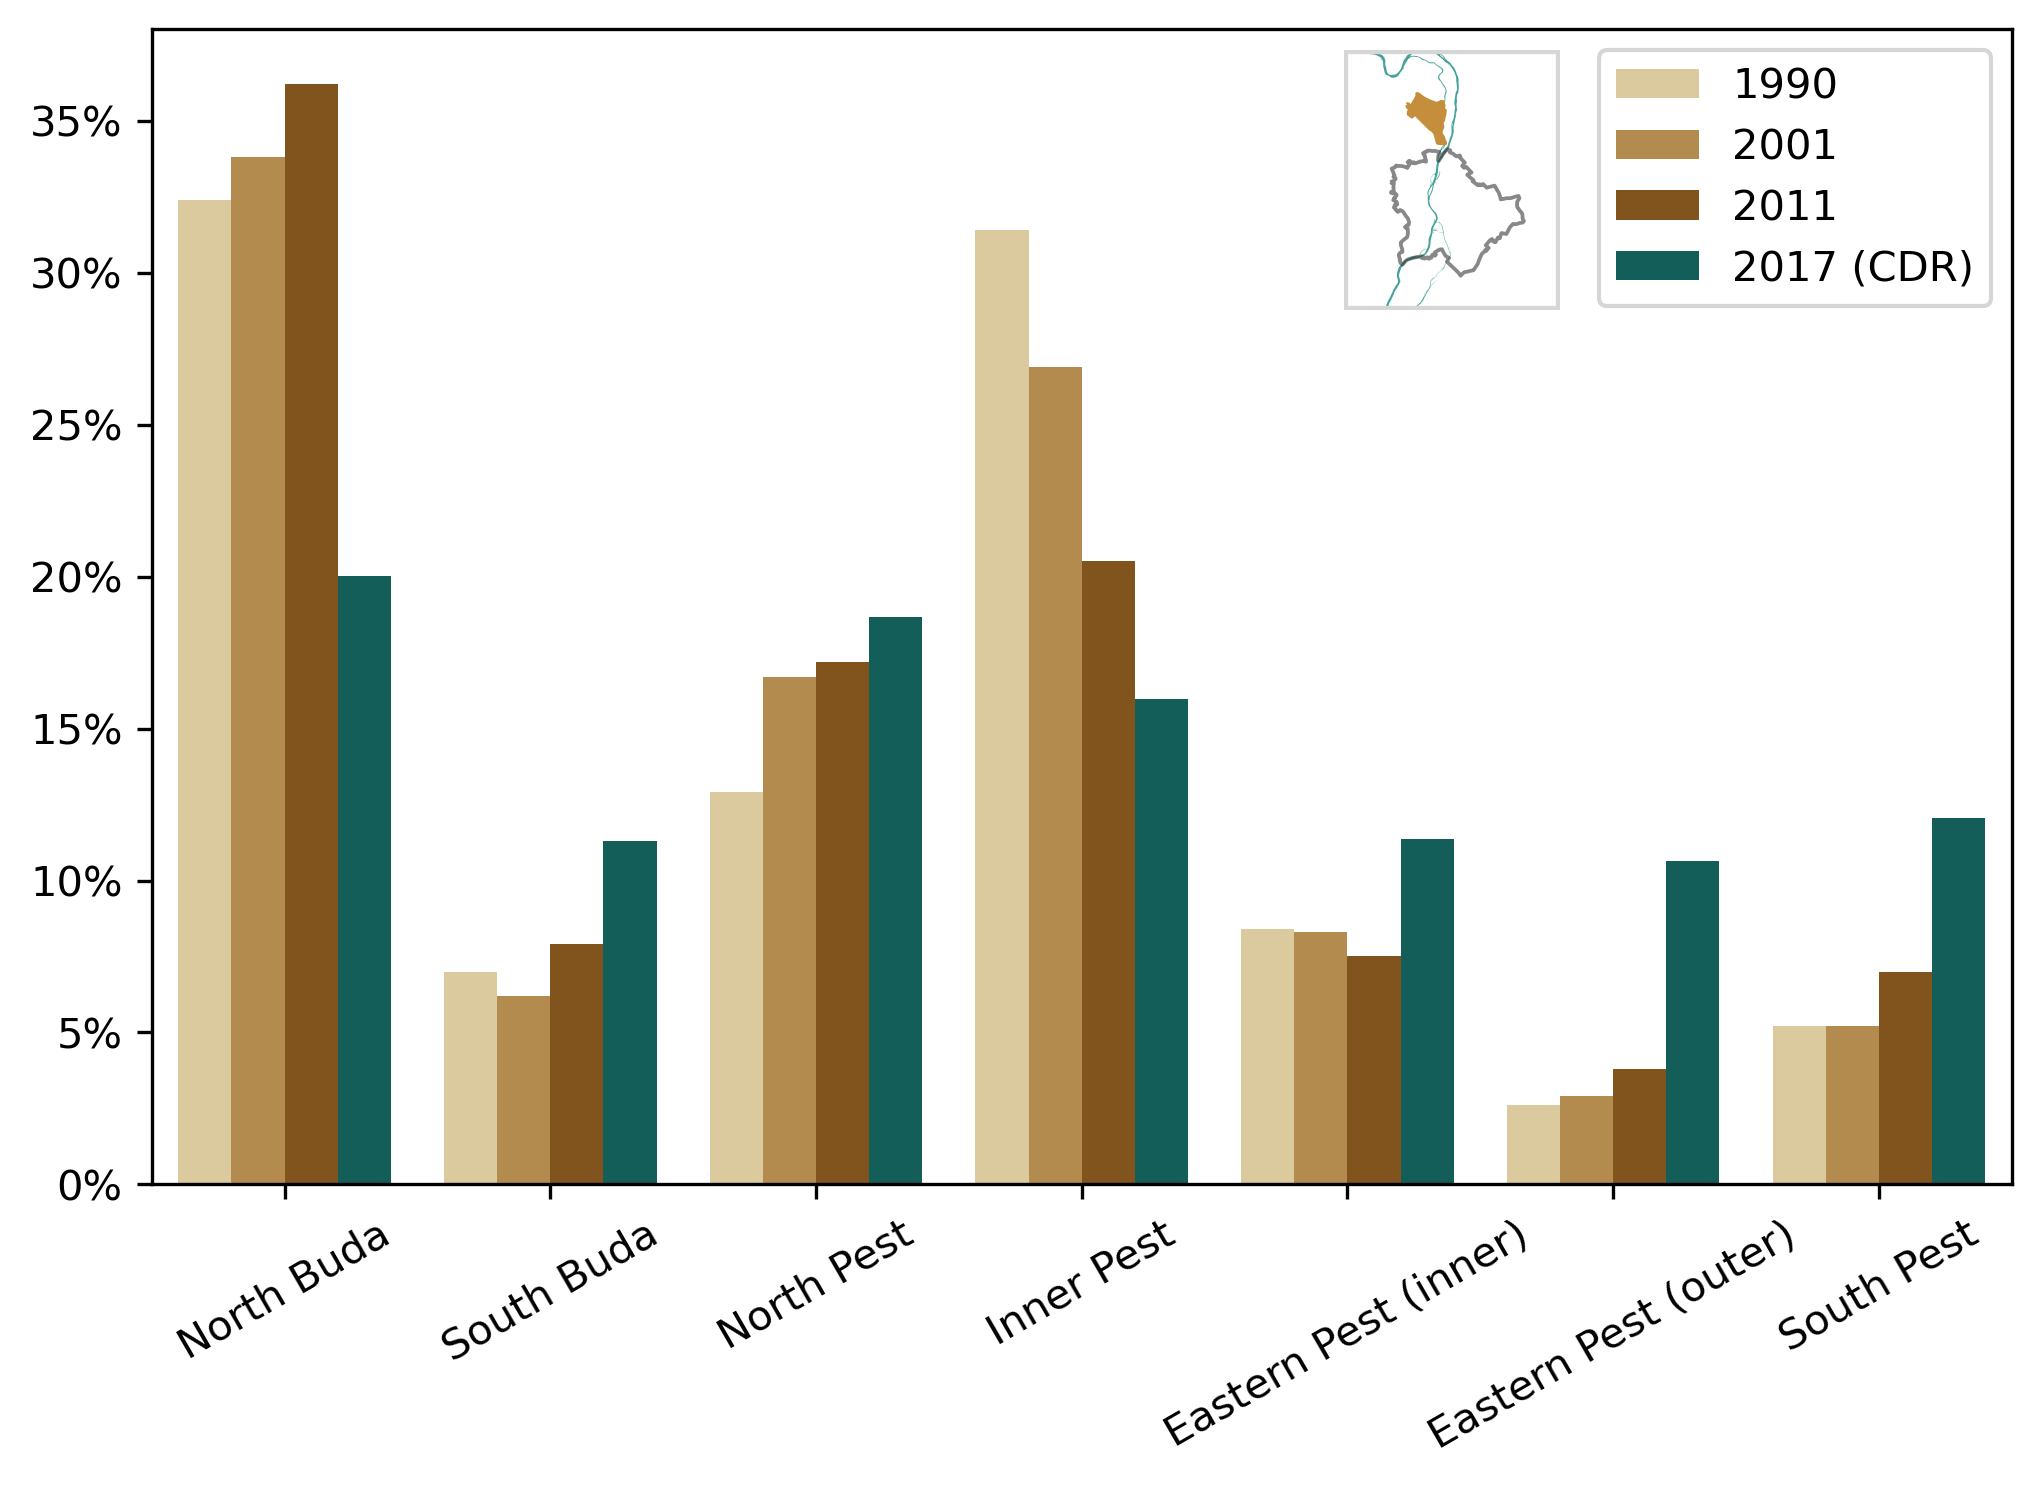 35%
30%
25%
20%
15%
10%
5%
0%
1990
2001
2011
2017 (CDR)
North Buda
South Buda
North Pest
Inner Pest
Eastern Pest (inner)
Eastern Pest (outer)
South Pest